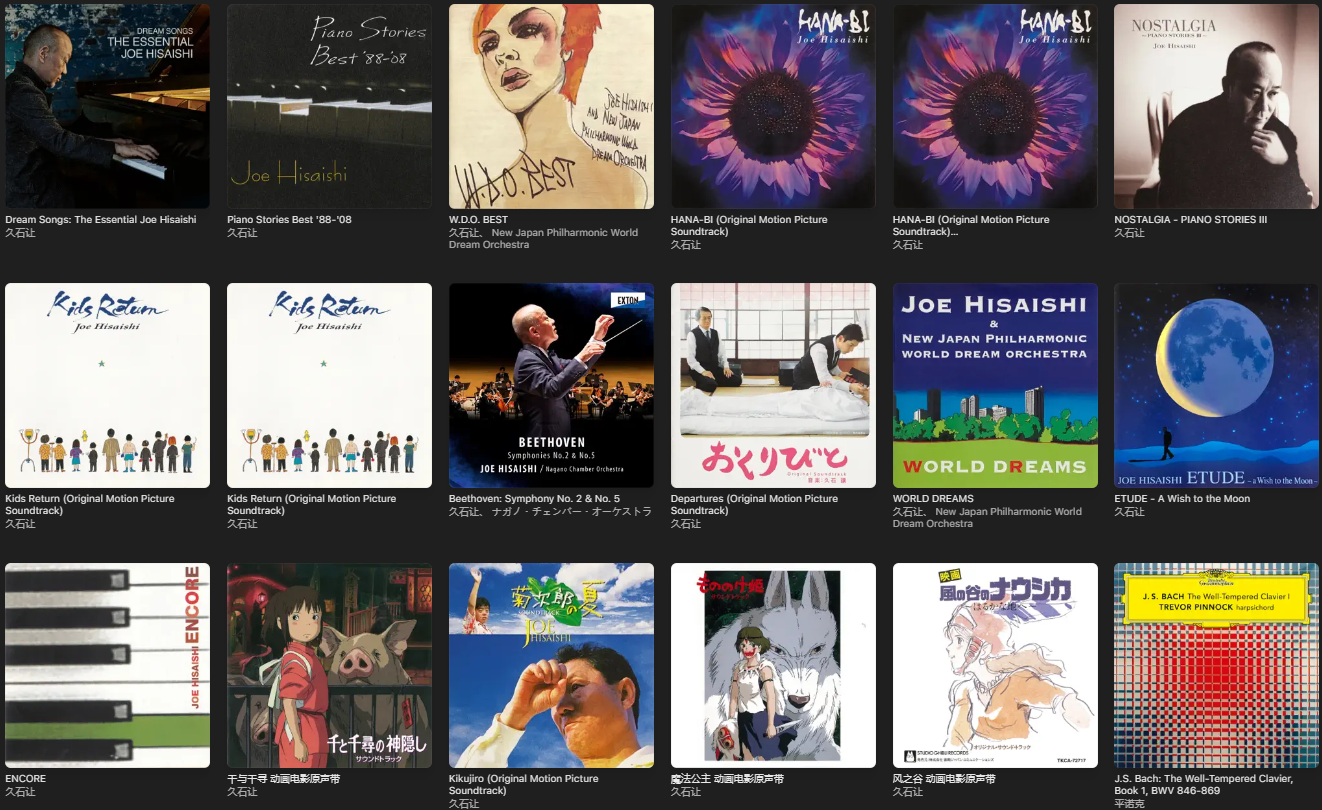 DREAM SONGS
THE ESSENTIAL
JOE HISAISHI
Dream Songs: The Essential Joe Hisaishi
久石让
Piano Stories
Best '88-'08
Joe Hisaishi
Piano Stories Best '88-'08
久石让
JOE HISAISHI
AND NEW JAPAN
PHILHARMONIC WORLD
DREAM ORCHESTRA
W.D.O. BEST
W.D.O. BEST
久石让、 New Japan Philharmonic World
Dream Orchestra
HANA-BI
Joe Hisaishi
HANA-BI (Original Motion Picture
Soundtrack)
久石让
HANA-BI
Joe Hisaishi
HANA-BI (Original Motion Picture
Soundtrack)...
久石让
NOSTALGIA
~ PIANO STORIES III ~
JOE HISAISHI
NOSTALGIA - PIANO STORIES III
久石让
Kids Return
Joe Hisaishi
Kids Return (Original Motion Picture
Soundtrack)
久石让
Kids Return
Joe Hisaishi
Kids Return (Original Motion Picture
Soundtrack)
久石让
EXTON
BEETHOVEN
Symphonies No.2 & No.5
JOE HISAISHI / Nagano Chamber Orchestra
Beethoven: Symphony No. 2 & No. 5
久石让、 ナガノ・チェンバー・オーケストラ
おくりびと
Original Soundtrack
音楽：久石 譲
Departures (Original Motion Picture
Soundtrack)
久石让
JOE HISAISHI
&
NEW JAPAN PHILHARMONIC
WORLD DREAM ORCHESTRA
WORLD DREAMS
WORLD DREAMS
久石让、 New Japan Philharmonic World
Dream Orchestra
JOE HISAISHI ETUDE – a Wish to the Moon –
ETUDE - A Wish to the Moon
久石让
JOE HISAISHI ENCORE
ENCORE
久石让
千と千尋の神隠し
サウンドトラック
千与千寻 动画电影原声带
久石让
菊次郎の夏
SOUNDTRACK
JOE
HISAISHI
Kikujiro (Original Motion Picture
Soundtrack)
久石让
もののけ姫
サウンドトラック
魔法公主 动画电影原声带
久石让
映画
風の谷のナウシカ
STUDIO GHIBLI RECORDS
オリジナル・サウンドトラック
TKCA-72717
风之谷 动画电影原声带
久石让
Deutsche
Grammophon
J.S. BACH The Well-Tempered Clavier I
TREVOR PINNOCK harpsichord
J.S. Bach: The Well-Tempered Clavier,
Book 1, BWV 846-869
平诺克